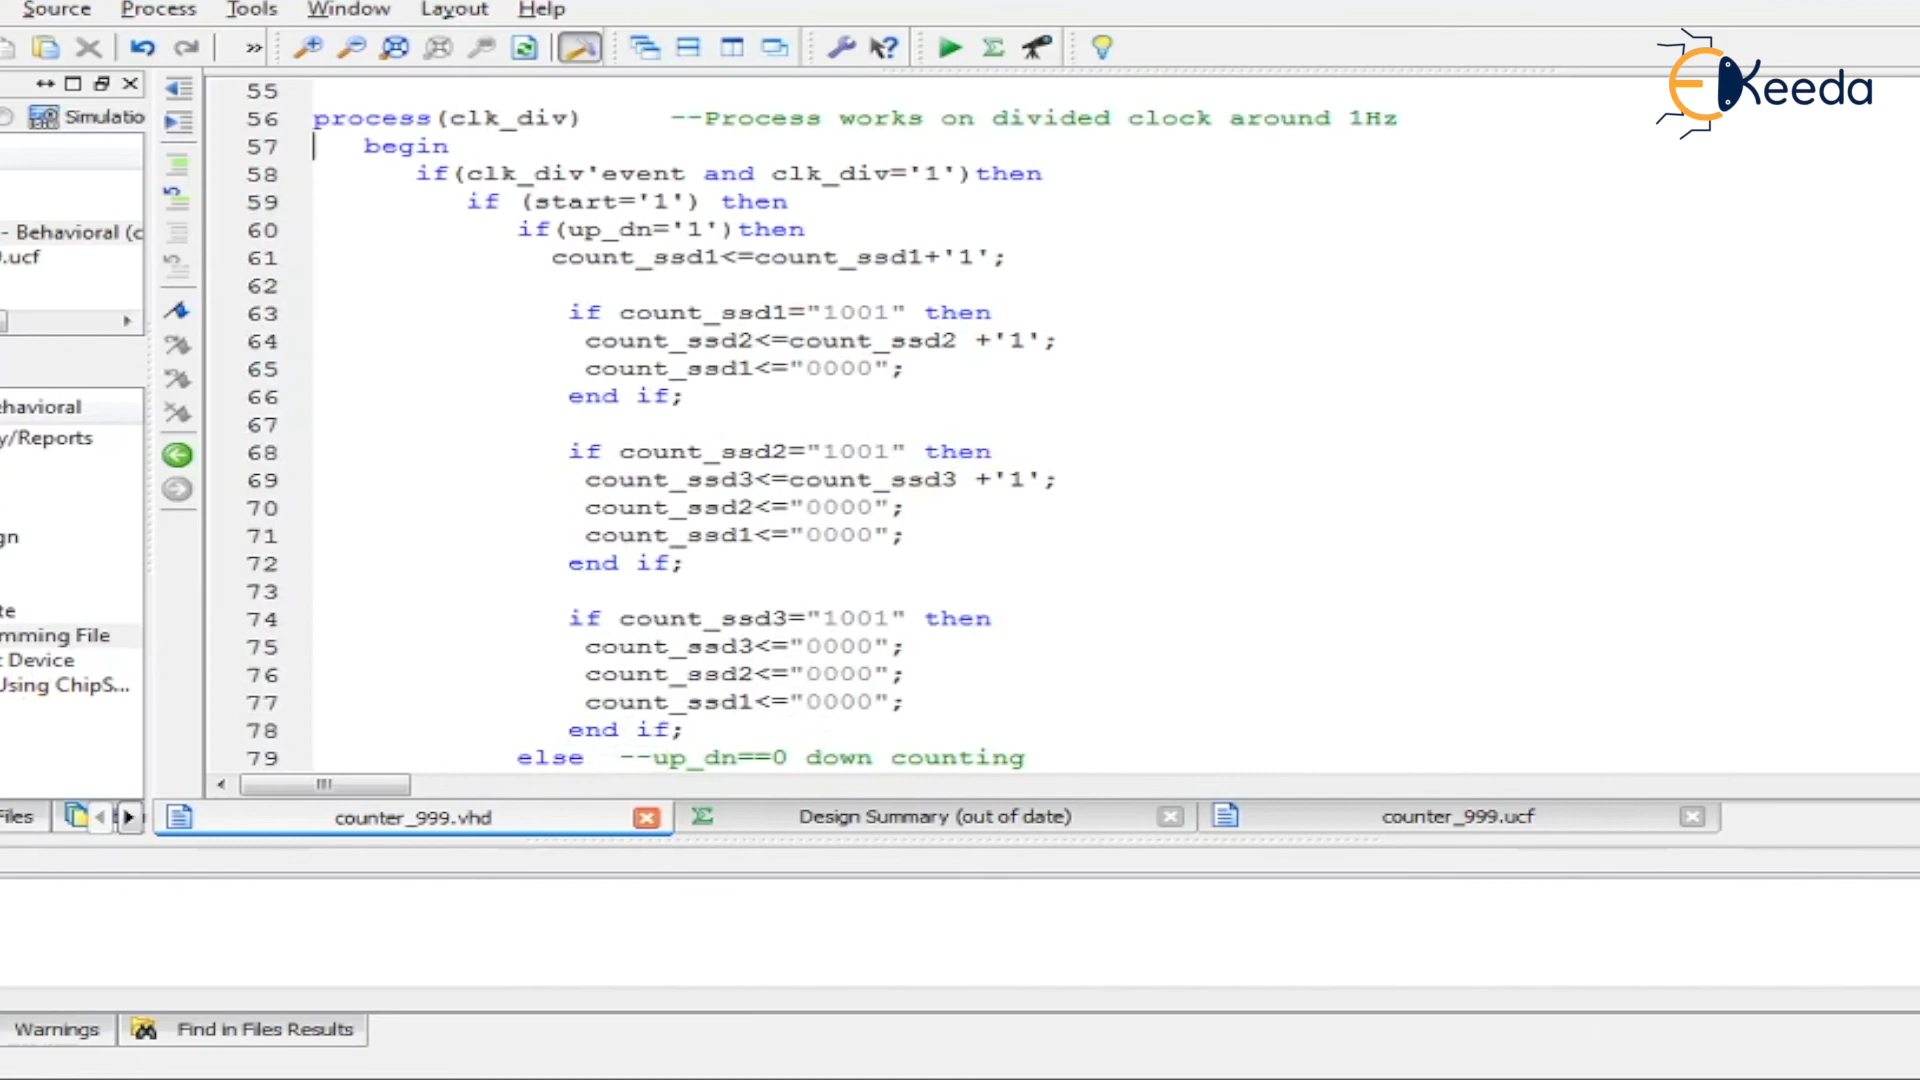 Source Process Tools Window Layout Help
Keeda
Simulatio
- Behavioral (c
.ucf
havioral
y/Reports
gn
te
mming File
t Device
Using ChipS...
55
56 process(clk_div) --Process works on divided clock around 1Hz
57 begin
58 if(clk_div'event and clk_div='1')then
59 if (start='1') then
60 if(up_dn='1')then
61 count_ssd1<=count_ssd1+'1';
62
63 if count_ssd1="1001" then
64 count_ssd2<=count_ssd2 +'1';
65 count_ssd1<="0000";
66 end if;
67
68 if count_ssd2="1001" then
69 count_ssd3<=count_ssd3 +'1';
70 count_ssd2<="0000";
71 count_ssd1<="0000";
72 end if;
73
74 if count_ssd3="1001" then
75 count_ssd3<="0000";
76 count_ssd2<="0000";
77 count_ssd1<="0000";
78 end if;
79 else --up_dn==0 down counting
iles counter_999.vhd Design Summary (out of date) counter_999.ucf
Warnings Find in Files Results